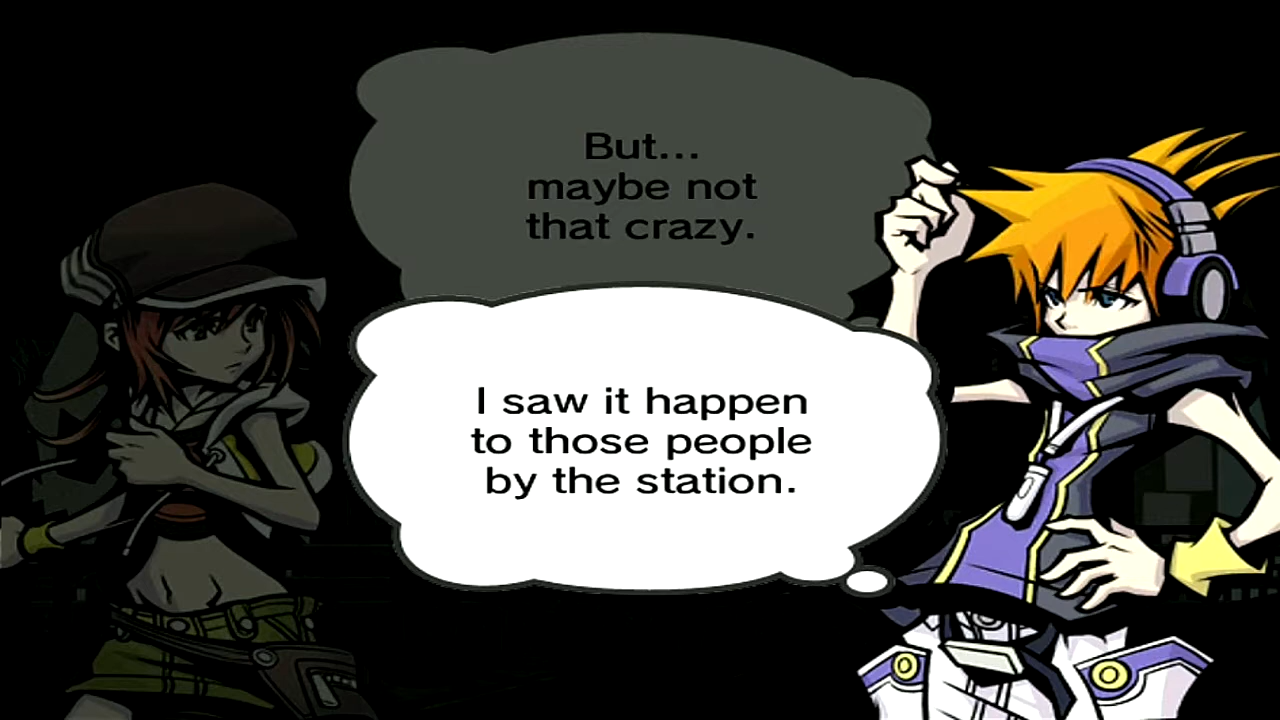 But...
maybe not
that crazy.
I saw it happen
to those people
by the station.